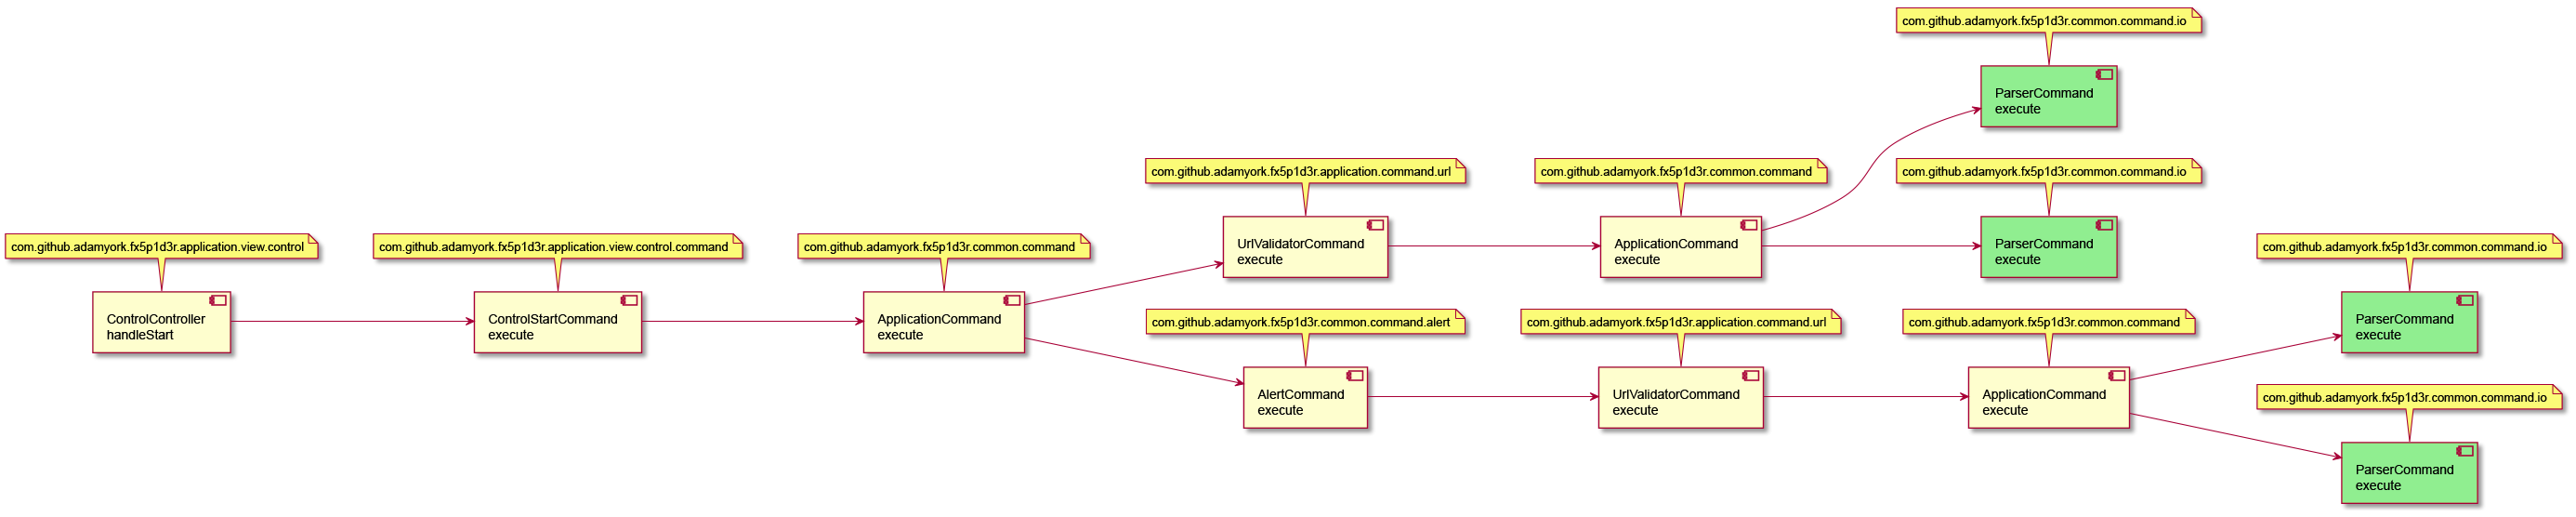 com.github.adamyork.fx5p1d3r.common.command.io
ParserCommand
execute
com.github.adamyork.fx5p1d3r.application.command.url
com.github.adamyork.fx5p1d3r.common.command
com.github.adamyork.fx5p1d3r.common.command.io
UrlValidatorCommand
execute
ApplicationCommand
execute
ParserCommand
execute
com.github.adamyork.fx5p1d3r.application.view.control
com.github.adamyork.fx5p1d3r.application.view.control.command
com.github.adamyork.fx5p1d3r.common.command
com.github.adamyork.fx5p1d3r.common.command.io
ControlController
handleStart
ControlStartCommand
execute
ApplicationCommand
execute
com.github.adamyork.fx5p1d3r.common.command.alert
com.github.adamyork.fx5p1d3r.application.command.url
com.github.adamyork.fx5p1d3r.common.command
ParserCommand
execute
AlertCommand
execute
UrlValidatorCommand
execute
ApplicationCommand
execute
com.github.adamyork.fx5p1d3r.common.command.io
ParserCommand
execute